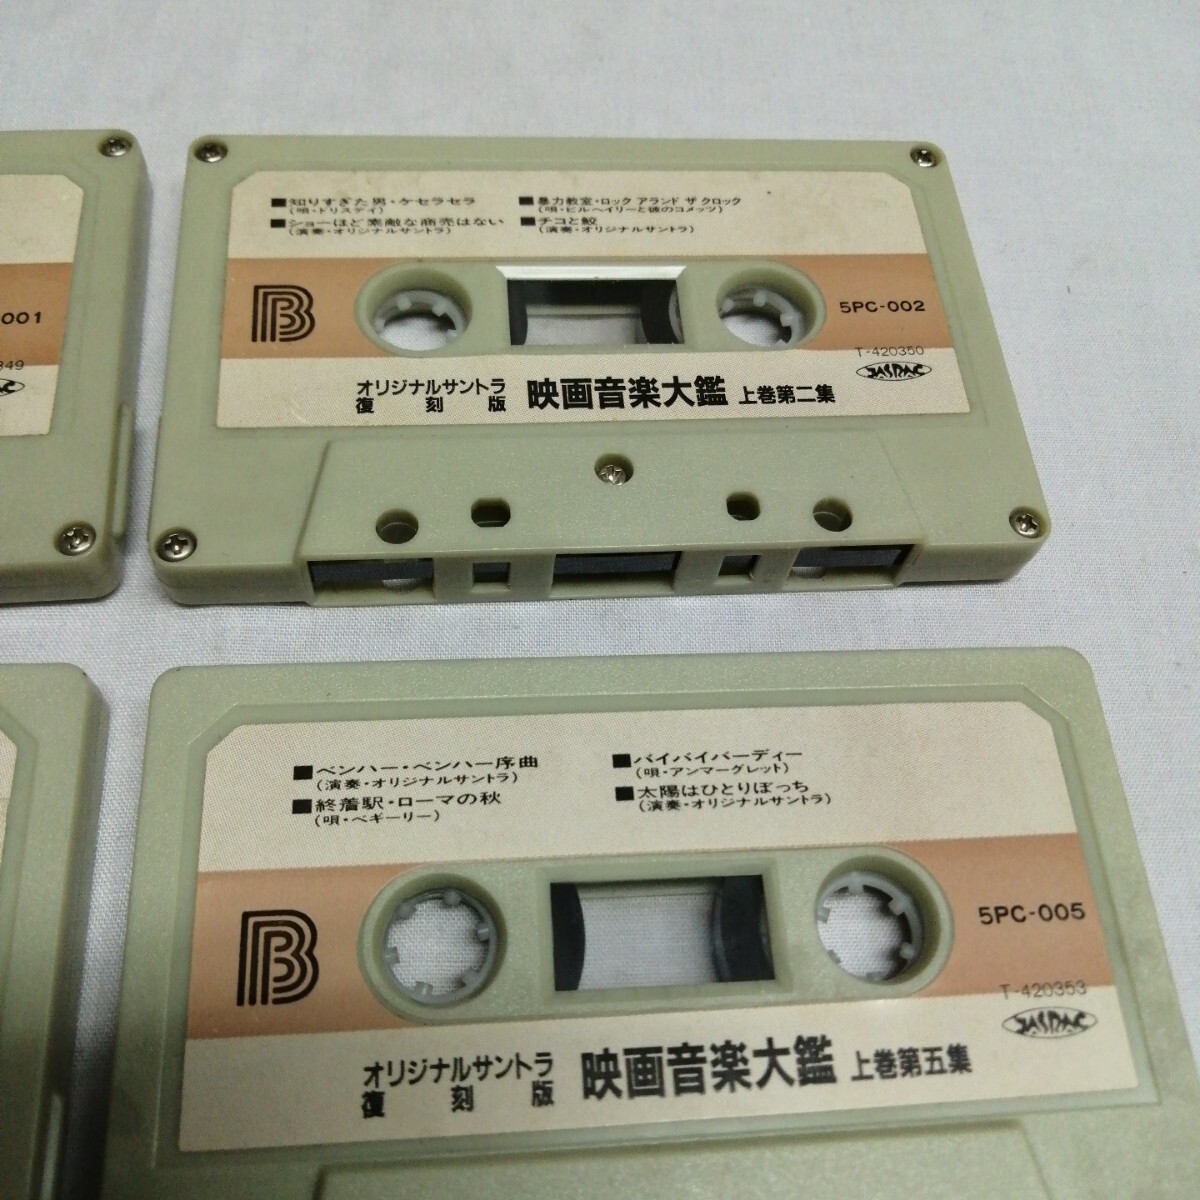 001
349
■知りすぎた男・ケセラセラ
(唄・ドリスデイ)
■ショーほど素敵な商売はない
(演奏・オリジナルサントラ)
■暴力教室・ロック アランド ザ クロック
(唄・ビルヘイリーと彼のコメッツ)
■チコと鮫
(演奏・オリジナルサントラ)
B
5PC-002
T-420350
JASRAC
オリジナルサントラ
復刻版
映画音楽大鑑 上巻第二集
■ベンハー・ベンハー序曲
(演奏・オリジナルサントラ)
■終着駅・ローマの秋
(唄・ペギーリー)
■バイバイバーディー
(唄・アンマーグレット)
■太陽はひとりぼっち
(演奏・オリジナルサントラ)
B
5PC-005
T-420353
JASRAC
オリジナルサントラ
復刻版
映画音楽大鑑 上巻第五集